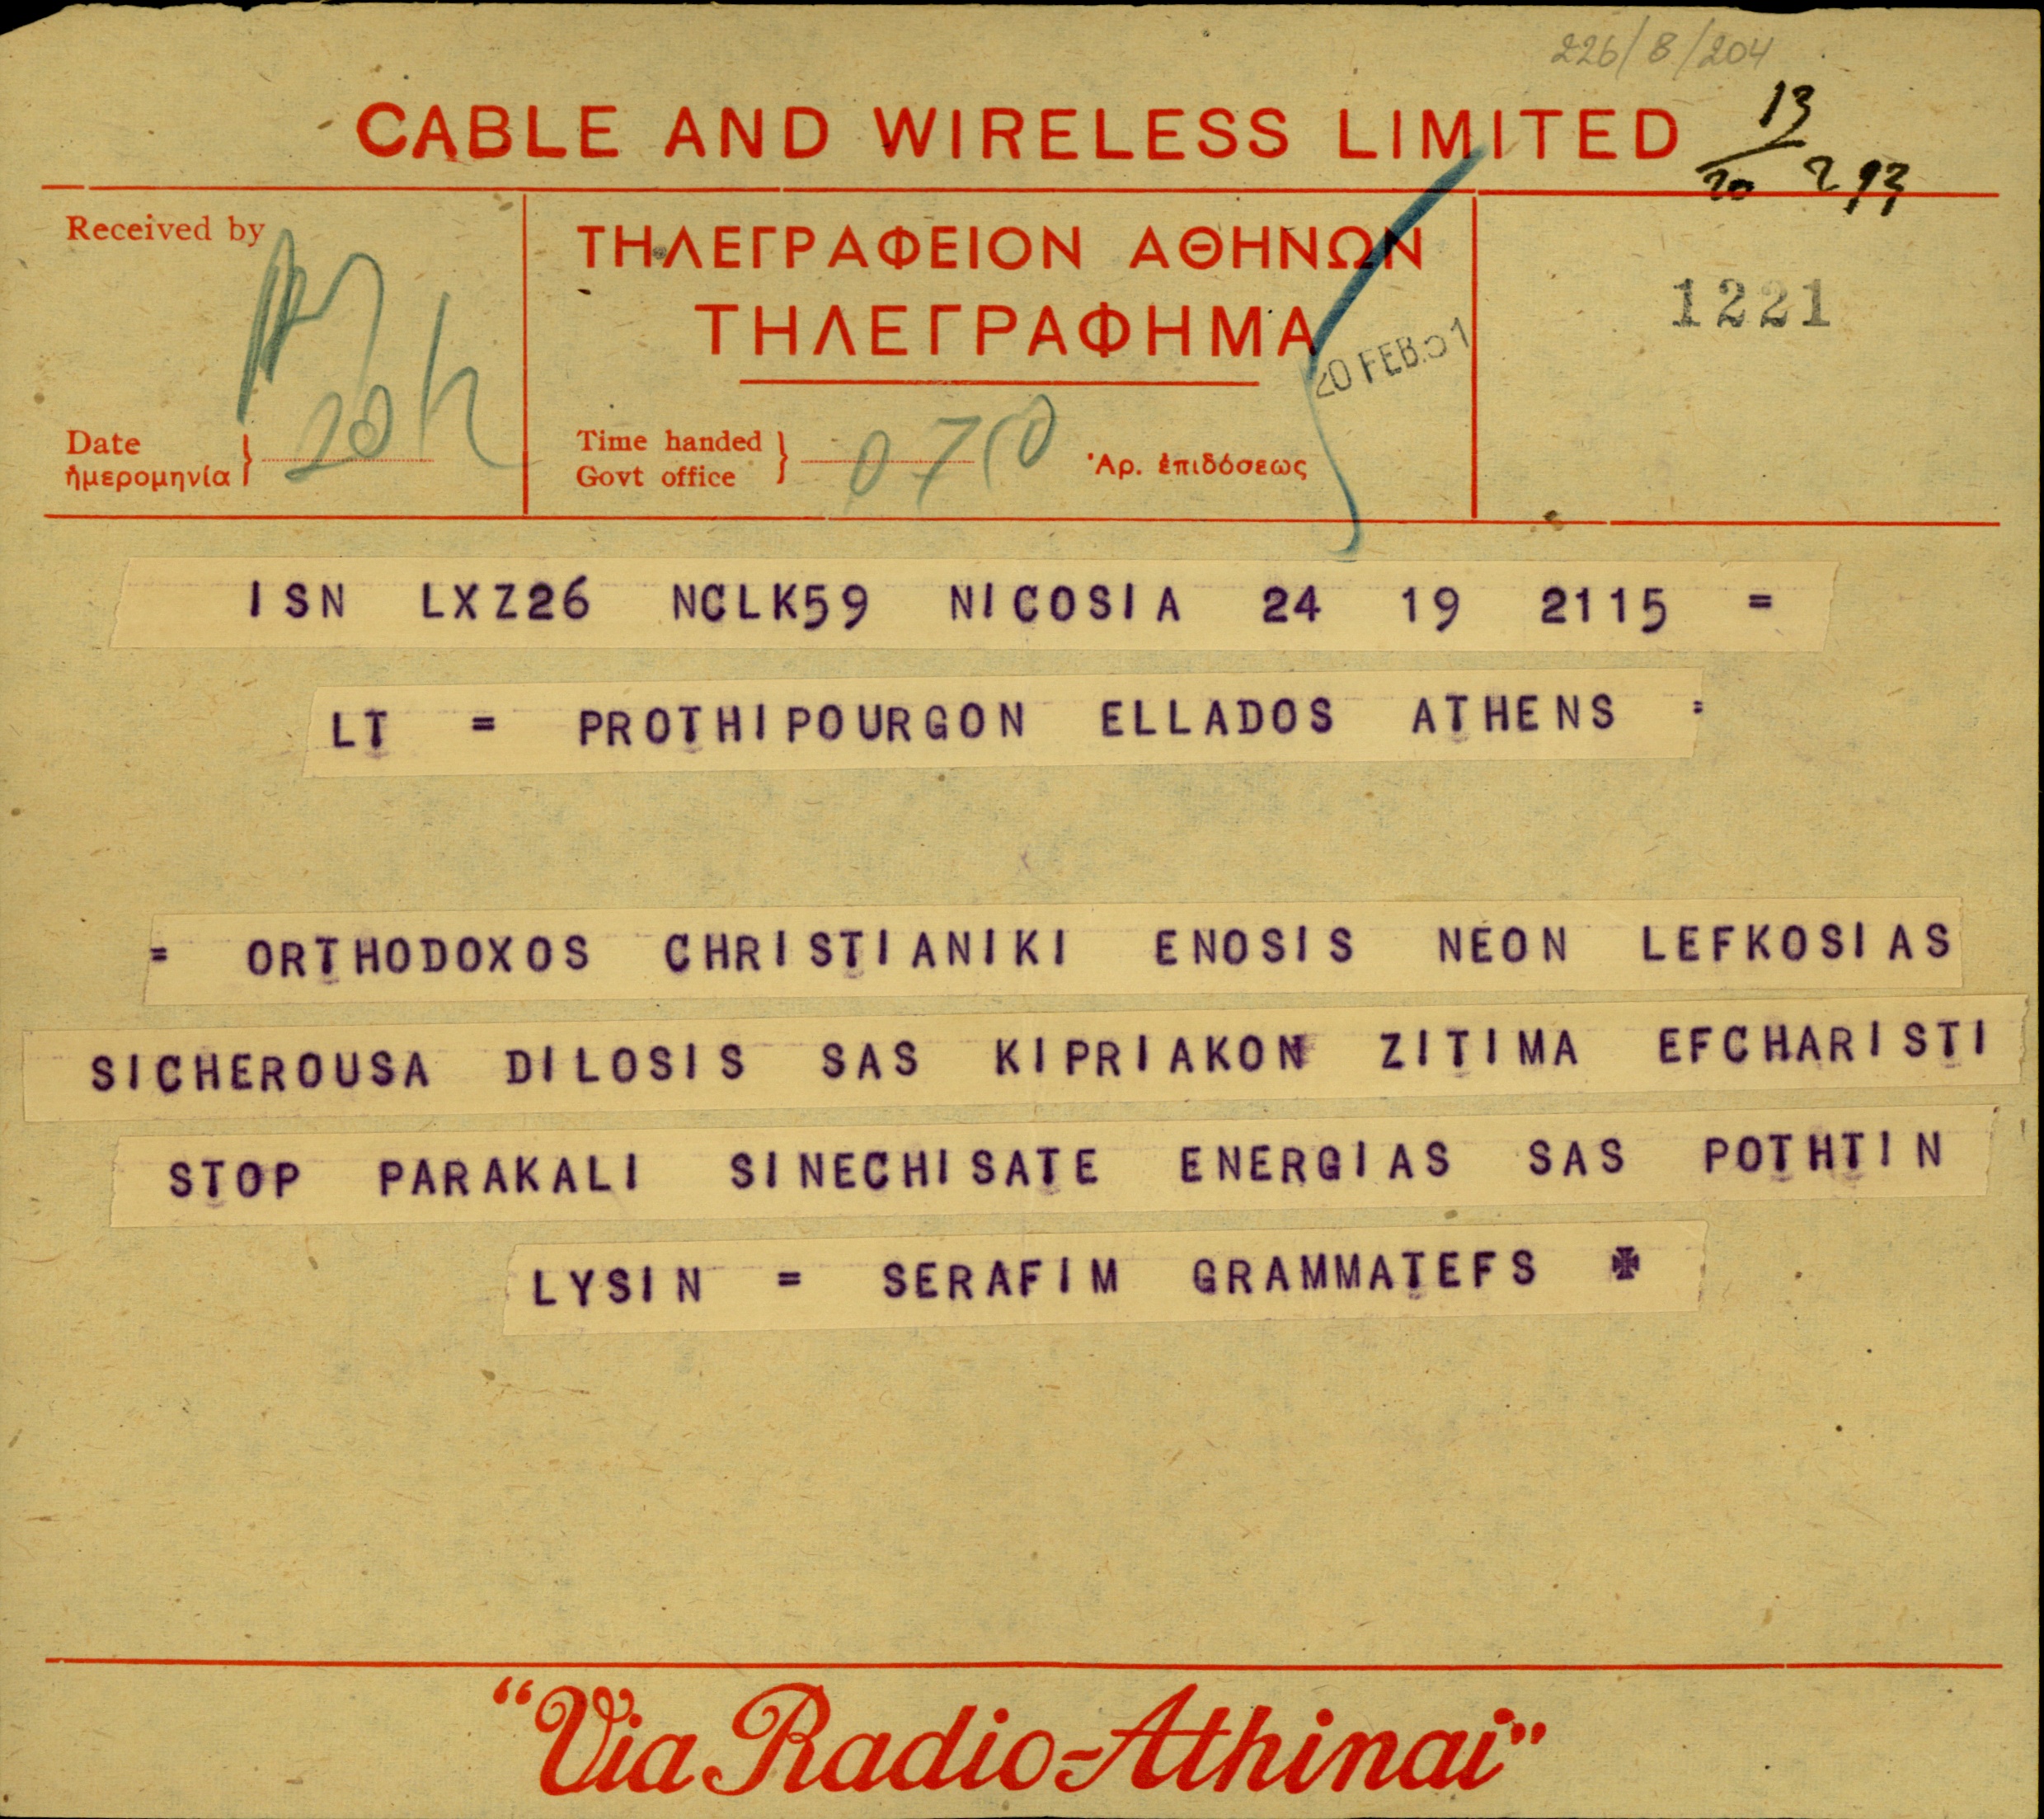 226/8/204
CABLE AND WIRELESS LIMITED
13
20 293
Received by
ΤΗΛΕΓΡΑΦΕΙΟΝ ΑΘΗΝΩΝ
ΤΗΛΕΓΡΑΦΗΜΑ
1221
20 FEB.51
Date
ἡμερομηνία
20
Time handed
Govt office
07
Ἀρ. ἐπιδόσεως
ISN LXZ26 NCLK59 NICOSIA 24 19 2115 =
LT = PROTHIPOURGON ELLADOS ATHENS =
= ORTHODOXOS CHRISTIANIKI ENOSIS NEON LEFKOSIAS
SICHEROUSA DILOSIS SAS KIPRIAKON ZITIMA EFCHARISTI
STOP PARAKALI SINECHISATE ENERGIAS SAS POTHTIN
LYSIN = SERAFIM GRAMMATEFS
"Via Radio-Athinai"